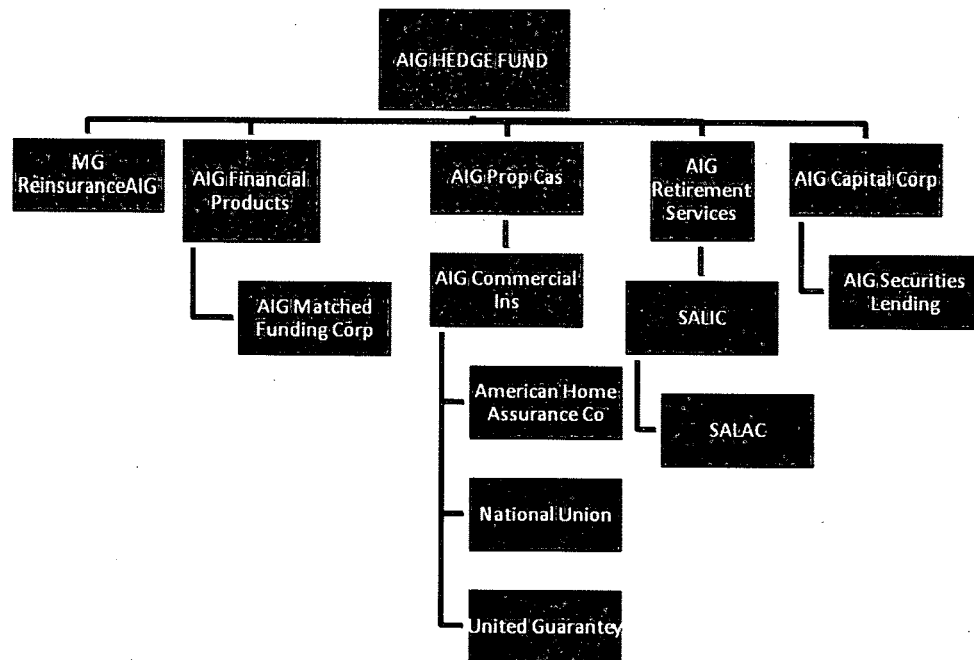 AIG HEDGE FUND
MG
ReinsuranceAIG
AIG Financial
Products
AIG Prop Cas
AIG
Retirement
Services
AIG Capital Corp
AIG Matched
Funding Corp
AIG Commercial
Ins
SALIC
AIG Securities
Lending
American Home
Assurance Co
SALAC
National Union
United Guarantey